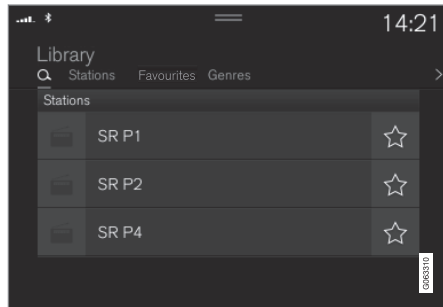 14:21
Library
Stations Favourites Genres
Stations
SR P1
SR P2
SR P4
G063310